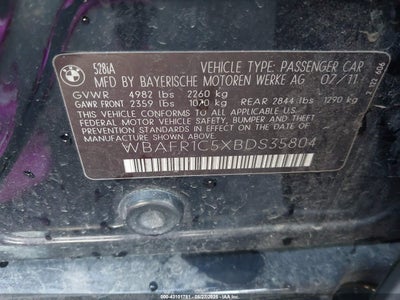 BMW
528iA
VEHICLE TYPE: PASSENGER CAR
MFD BY BAYERISCHE MOTOREN WERKE AG 07/11
GVWR 4982 lbs 2260 kg
GAWR FRONT 2359 lbs 1070 kg REAR 2844 lbs 1290 kg
THIS VEHICLE CONFORMS TO ALL APPLICABLE U.S.
FEDERAL MOTOR VEHICLE SAFETY, BUMPER, AND
THEFT PREVENTION STANDARDS IN EFFECT ON THE DATE
OF MANUFACTURE SHOWN ABOVE.
WBAFR1C5XBDS35804